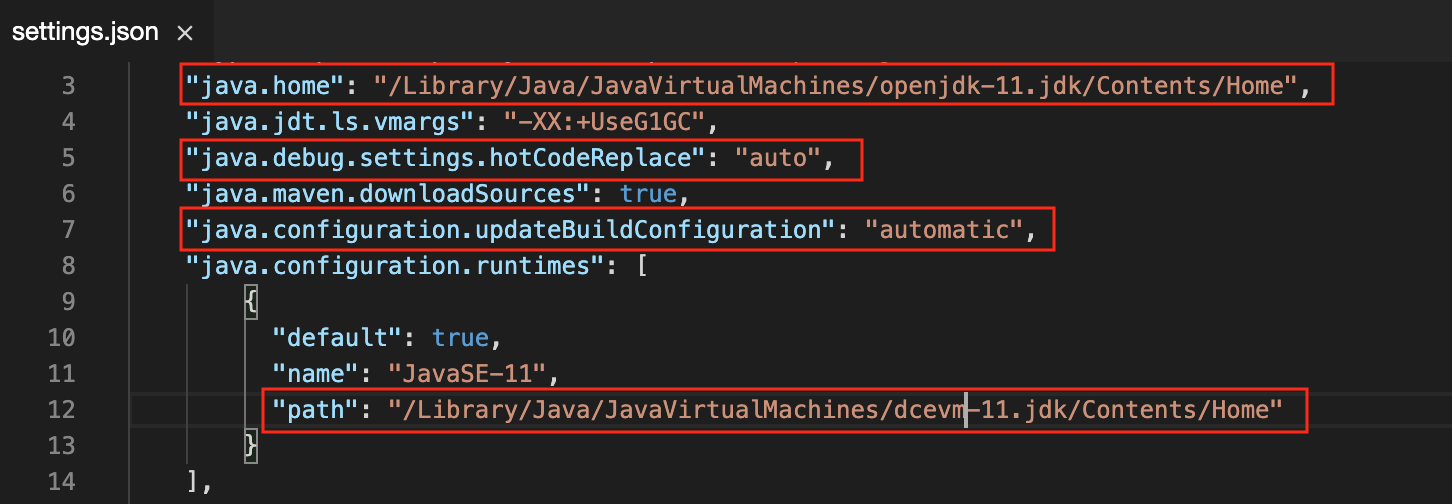 settings.json ×
3 "java.home": "/Library/Java/JavaVirtualMachines/openjdk-11.jdk/Contents/Home",
4 "java.jdt.ls.vmargs": "-XX:+UseG1GC",
5 "java.debug.settings.hotCodeReplace": "auto",
6 "java.maven.downloadSources": true,
7 "java.configuration.updateBuildConfiguration": "automatic",
8 "java.configuration.runtimes": [
9 {
10 "default": true,
11 "name": "JavaSE-11",
12 "path": "/Library/Java/JavaVirtualMachines/dcevm-11.jdk/Contents/Home"
13 }
14 ],